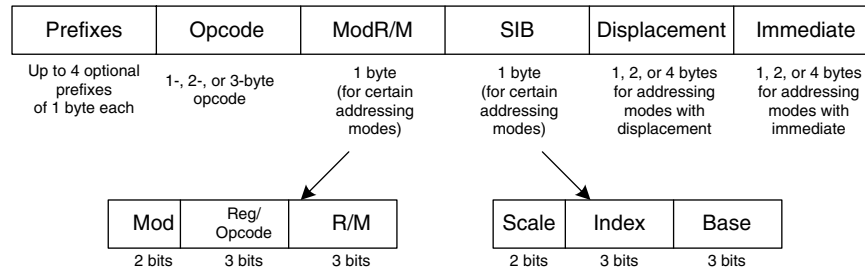 Prefixes Opcode ModR/M SIB Displacement Immediate
Up to 4 optional
prefixes
of 1 byte each
1-, 2-, or 3-byte
opcode
1 byte
(for certain
addressing
modes)
1 byte
(for certain
addressing
modes)
1, 2, or 4 bytes
for addressing
modes with
displacement
1, 2, or 4 bytes
for addressing
modes with
immediate
Mod
Reg/
Opcode
R/M
2 bits 3 bits 3 bits
Scale Index Base
2 bits 3 bits 3 bits